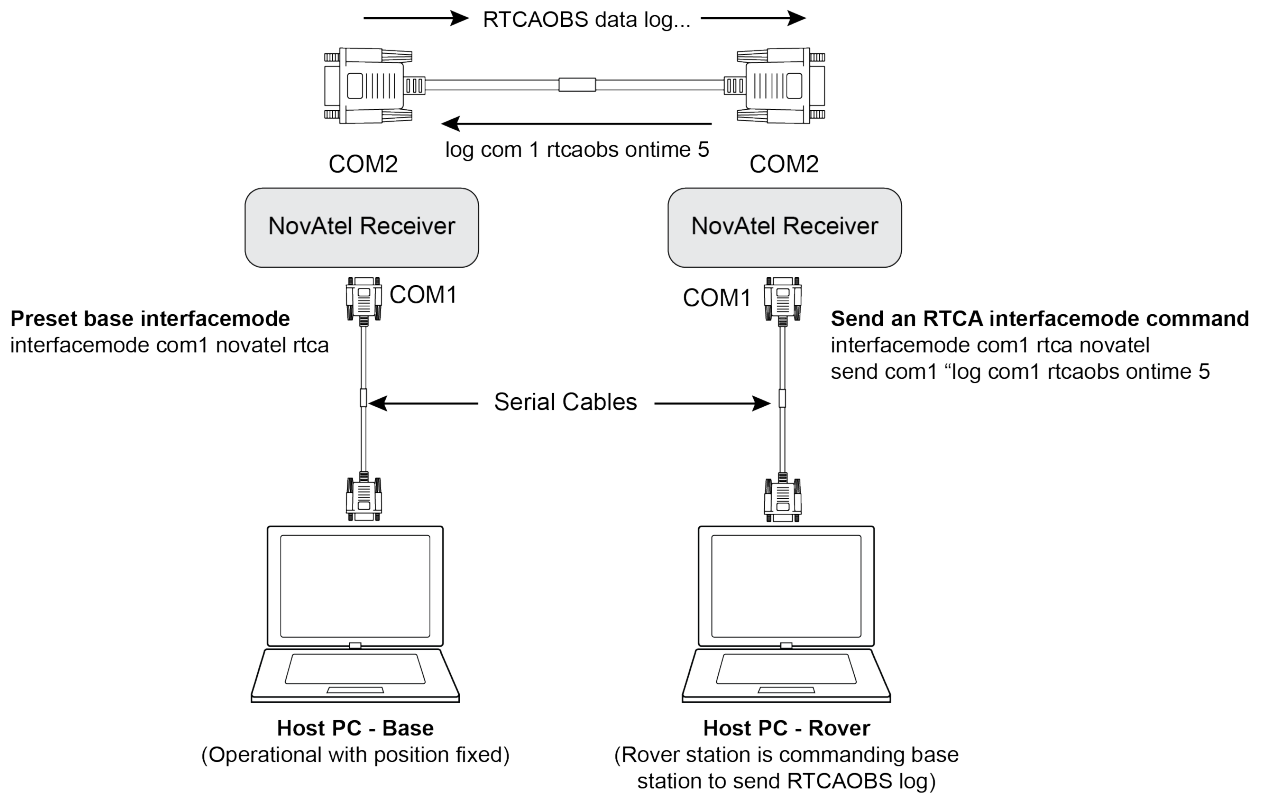 RTCAOBS data log...
log com 1 rtcaobs ontime 5
COM2
COM2
NovAtel Receiver
NovAtel Receiver
COM1
COM1
Preset base interfacemode
interfacemode com1 novatel rtca
Send an RTCA interfacemode command
interfacemode com1 rtca novatel
send com1 “log com1 rtcaobs ontime 5
Serial Cables
Host PC - Base
(Operational with position fixed)
Host PC - Rover
(Rover station is commanding base
station to send RTCAOBS log)